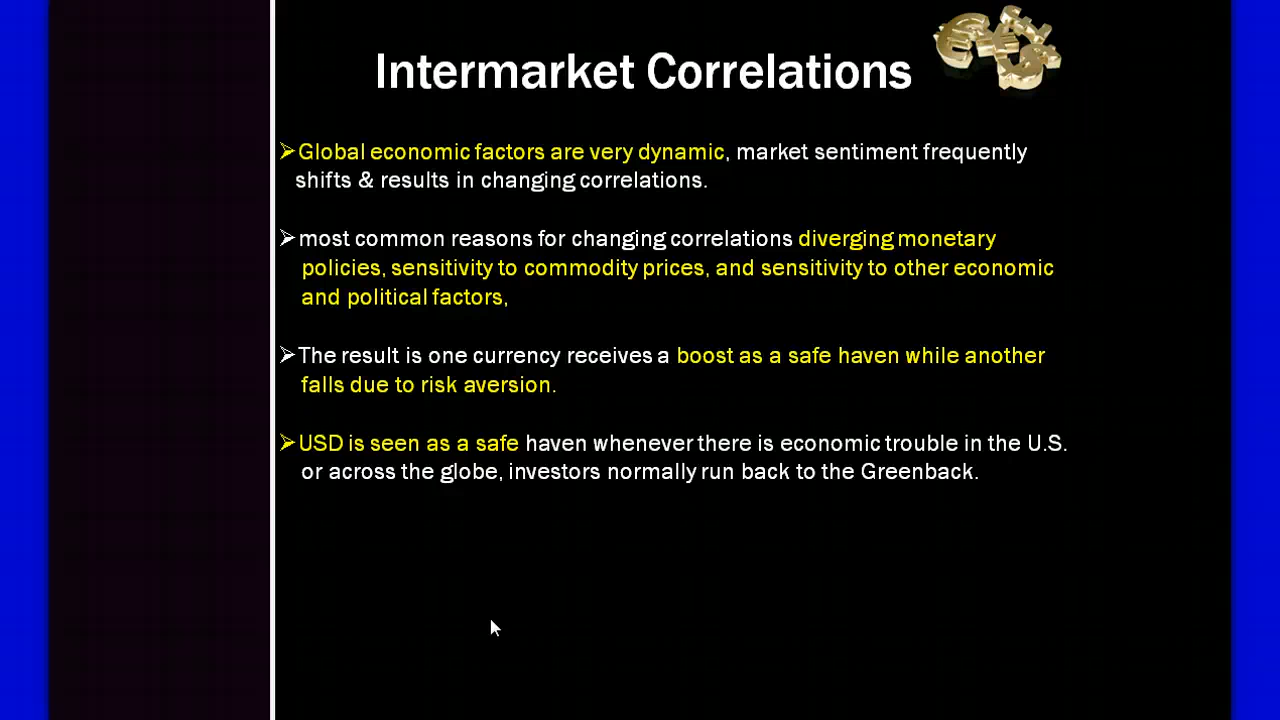 Intermarket Correlations
➢Global economic factors are very dynamic, market sentiment frequently
shifts & results in changing correlations.
➢most common reasons for changing correlations diverging monetary
policies, sensitivity to commodity prices, and sensitivity to other economic
and political factors,
➢The result is one currency receives a boost as a safe haven while another
falls due to risk aversion.
➢USD is seen as a safe haven whenever there is economic trouble in the U.S.
or across the globe, investors normally run back to the Greenback.